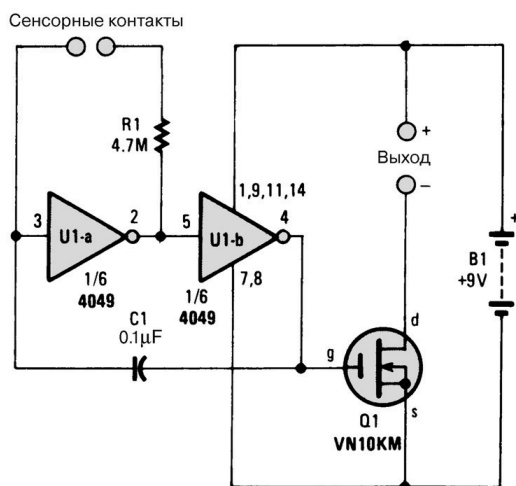 Сенсорные контакты
R1
4.7M
+
Выход
–
1,9,11,14
3
U1-a
2
5
U1-b
4
7,8
1/6
4049
1/6
4049
C1
0.1µF
+
B1
+9V
d
g
s
Q1
VN10KM